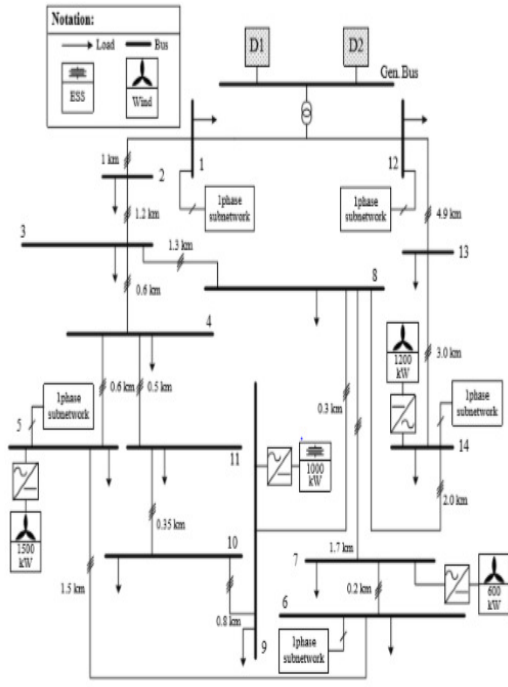 Notation:
Load
Bus
ESS
Wind
D1
D2
Gen. Bus
1
12
1phase
subnetwork
1phase
subnetwork
1 km
2
1.2 km
4.9 km
3
1.3 km
13
8
0.6 km
4
3.0 km
1200
kW
0.6 km
0.5 km
0.3 km
1phase
subnetwork
1phase
subnetwork
5
11
14
1000
kW
2.0 km
1500
kW
0.35 km
10
1.7 km
7
1.5 km
0.2 km
600
kW
6
0.8 km
9
1phase
subnetwork